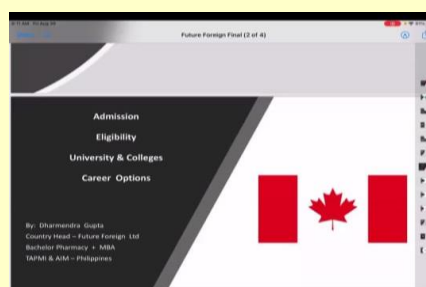 Future Foreign Final (2 of 4)
Admission
Eligibility
University & Colleges
Career Options
By: Dharmendra Gupta
Country Head – Future Foreign Ltd
Bachelor Pharmacy + MBA
TAPMI & AIM – Philippines